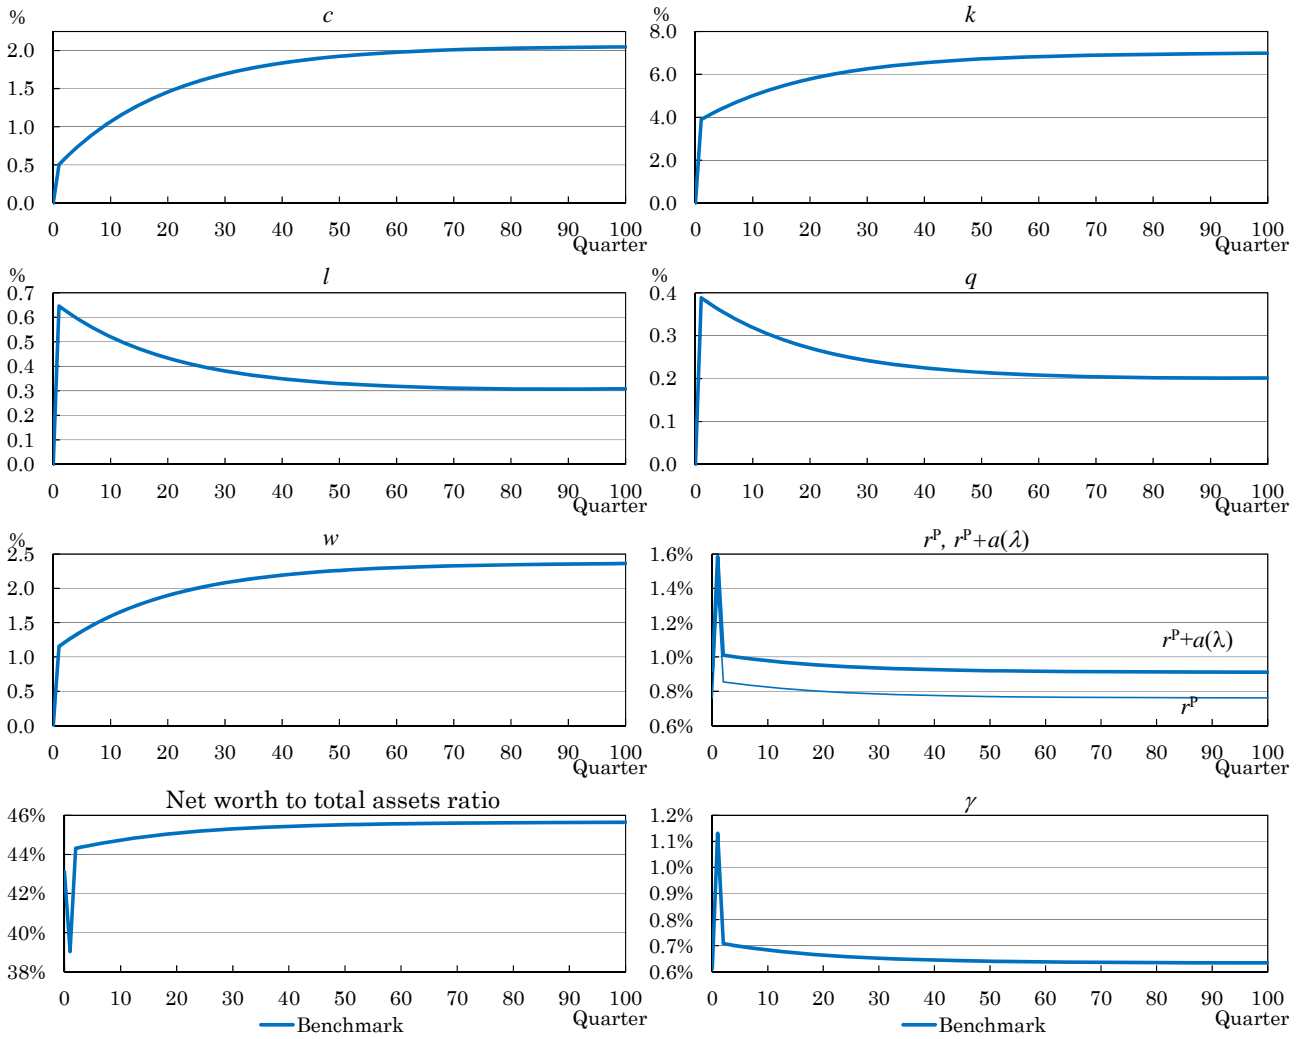 % c
2.0
1.5
1.0
0.5
0.0
0 10 20 30 40 50 60 70 80 90 100
Quarter
% k
8.0
6.0
4.0
2.0
0.0
0 10 20 30 40 50 60 70 80 90 100
Quarter
% l
0.7
0.6
0.5
0.4
0.3
0.2
0.1
0.0
0 10 20 30 40 50 60 70 80 90 100
Quarter
% q
0.4
0.3
0.2
0.1
0.0
0 10 20 30 40 50 60 70 80 90 100
Quarter
% w
2.5
2.0
1.5
1.0
0.5
0.0
0 10 20 30 40 50 60 70 80 90 100
Quarter
rᴾ, rᴾ+a(λ)
1.6%
1.4%
1.2%
1.0%
0.8%
0.6%
rᴾ+a(λ)
rᴾ
0 10 20 30 40 50 60 70 80 90 100
Quarter
Net worth to total assets ratio
46%
44%
42%
40%
38%
0 10 20 30 40 50 60 70 80 90 100
Quarter
Benchmark
γ
1.2%
1.1%
1.0%
0.9%
0.8%
0.7%
0.6%
0 10 20 30 40 50 60 70 80 90 100
Quarter
Benchmark